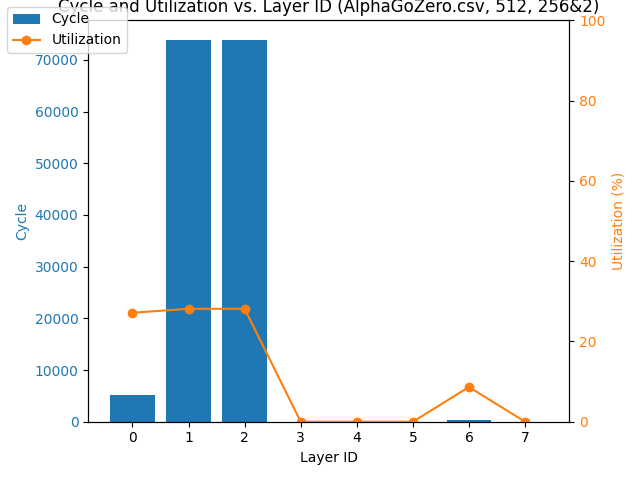 Cycle and Utilization vs. Layer ID (AlphaGoZero.csv, 512, 256&2)
Cycle
Utilization
70000
60000
50000
40000
30000
20000
10000
0
Cycle
100
80
60
40
20
0
Utilization (%)
0 1 2 3 4 5 6 7
Layer ID